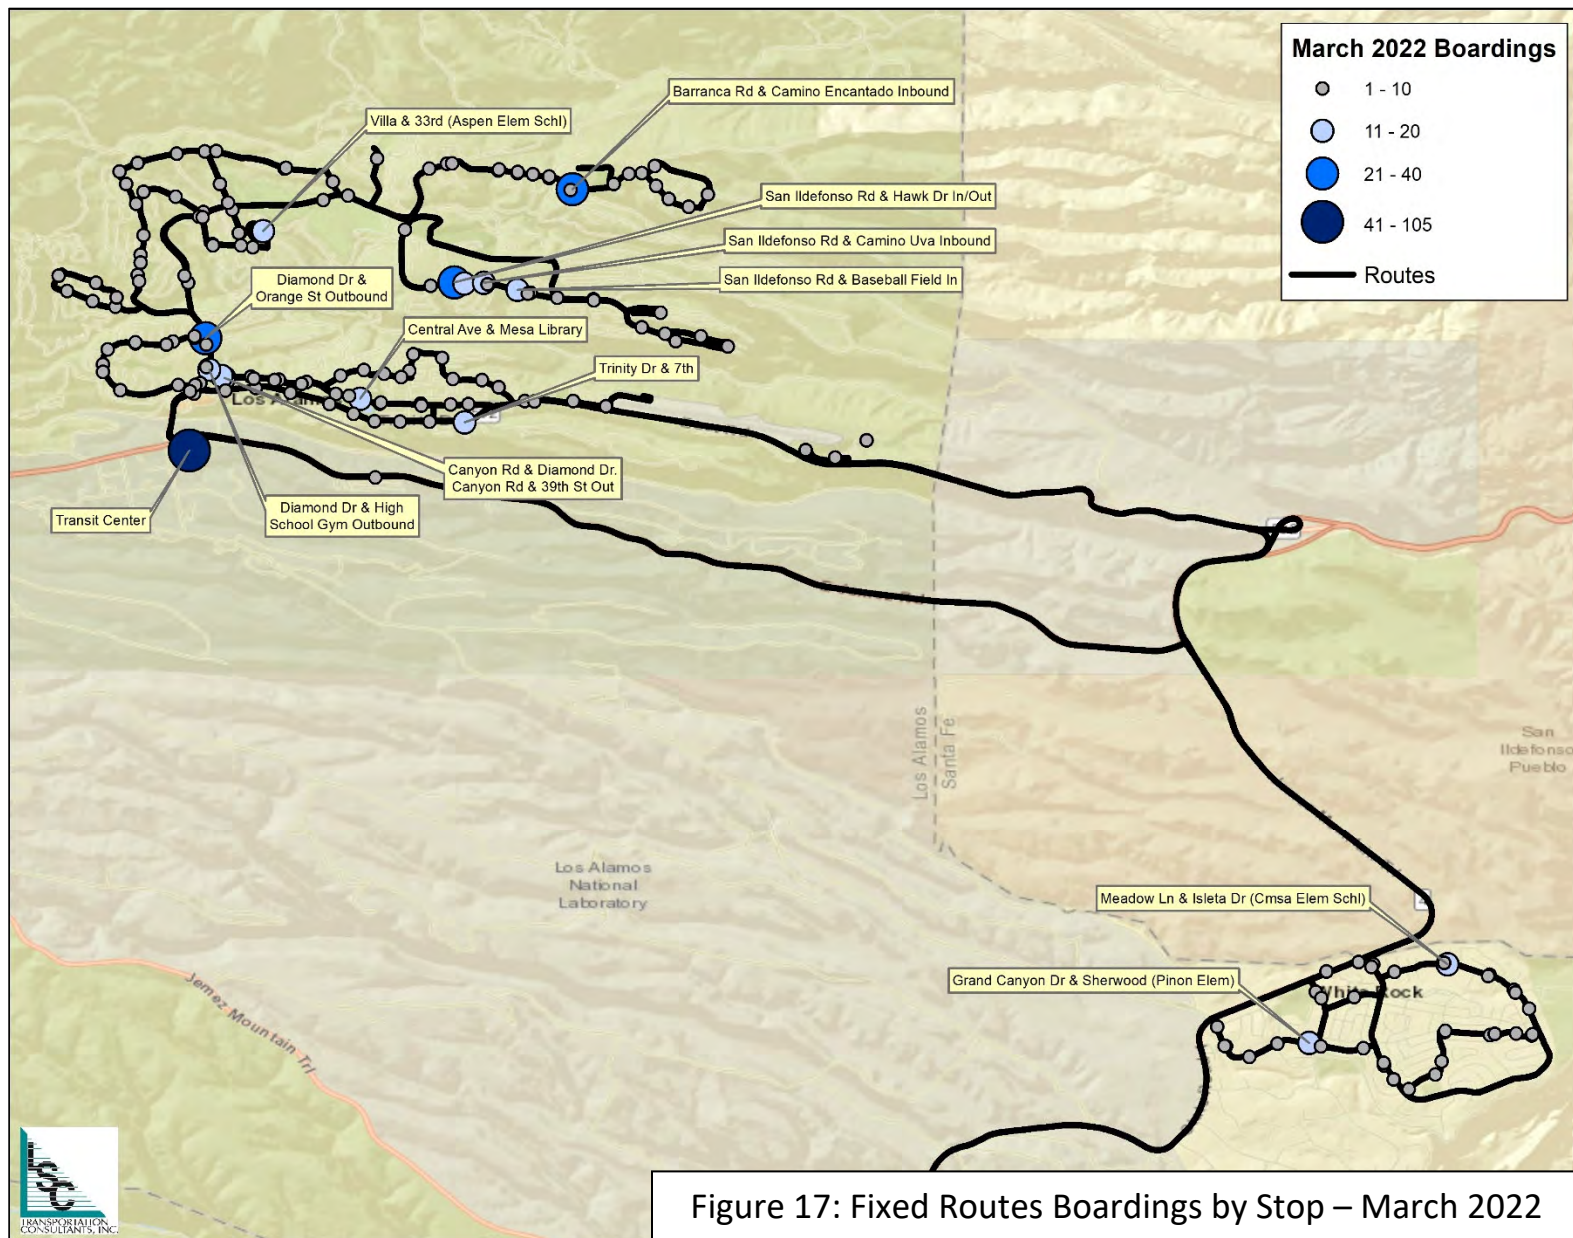 March 2022 Boardings
1 - 10
11 - 20
21 - 40
41 - 105
Routes
Barranca Rd & Camino Encantado Inbound
Villa & 33rd (Aspen Elem Schl)
San Ildefonso Rd & Hawk Dr In/Out
San Ildefonso Rd & Camino Uva Inbound
San Ildefonso Rd & Baseball Field In
Diamond Dr &
Orange St Outbound
Central Ave & Mesa Library
Trinity Dr & 7th
Los Alamos
Canyon Rd & Diamond Dr.
Canyon Rd & 39th St Out
Transit Center
Diamond Dr & High
School Gym Outbound
Los Alamos
Santa Fe
San
Ildefonso
Pueblo
Los Alamos
National
Laboratory
Meadow Ln & Isleta Dr (Cmsa Elem Schl)
4
Grand Canyon Dr & Sherwood (Pinon Elem)
White Rock
Jemez Mountain Trl
LSC
TRANSPORTATION
CONSULTANTS, INC.
Figure 17: Fixed Routes Boardings by Stop – March 2022